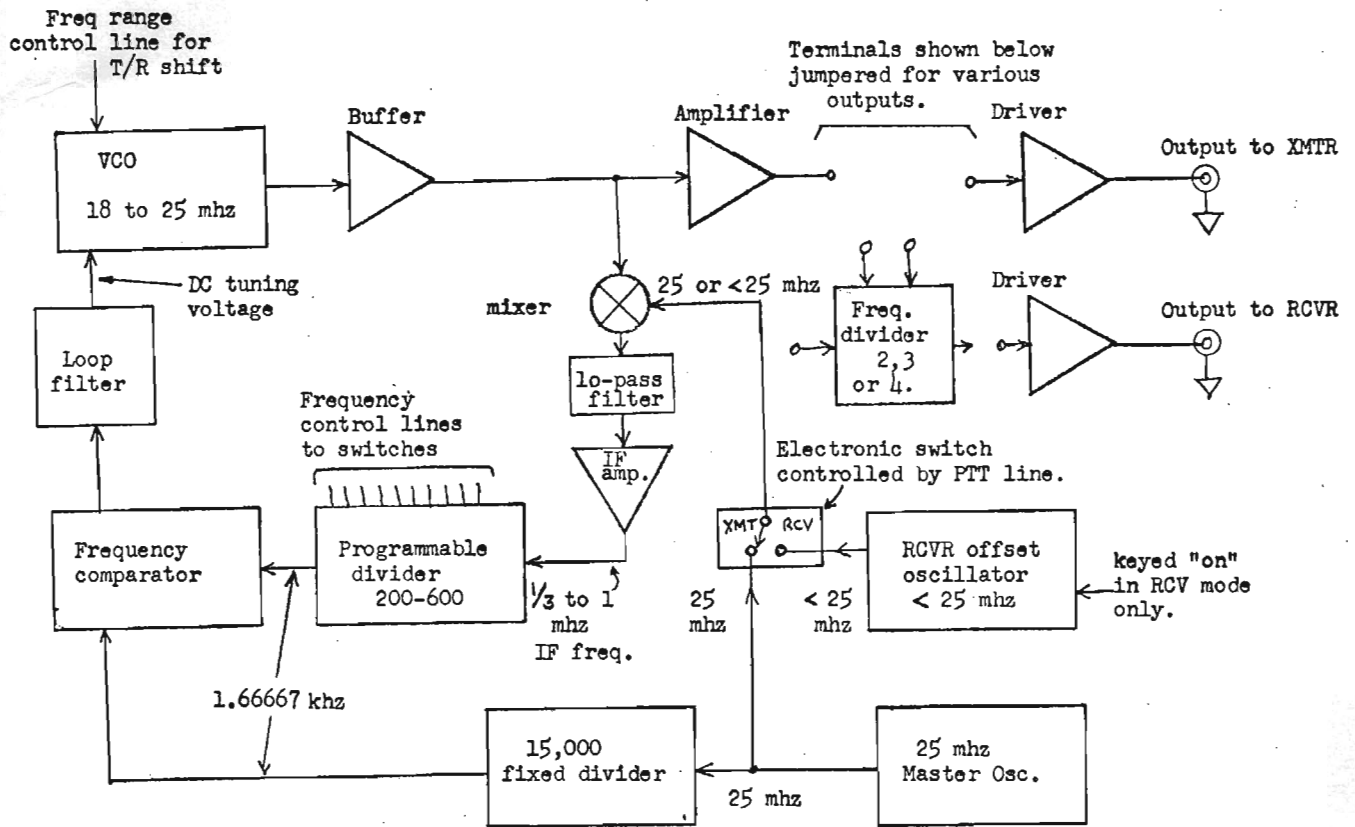 Freq range
control line for
T/R shift
VCO
18 to 25 mhz
Buffer
Amplifier
Terminals shown below
jumpered for various
outputs.
Driver
Output to XMTR
DC tuning
voltage
Loop
filter
mixer
25 or <25 mhz
lo-pass
filter
IF
amp.
Freq.
divider
2,3
or 4.
Driver
Output to RCVR
Frequency
control lines
to switches
Electronic switch
controlled by PTT line.
XMT
RCV
Frequency
comparator
Programmable
divider
200-600
1/3 to 1
mhz
IF freq.
25
mhz
< 25
mhz
RCVR offset
oscillator
< 25 mhz
keyed "on"
in RCV mode
only.
1.66667 khz
15,000
fixed divider
25 mhz
25 mhz
Master Osc.